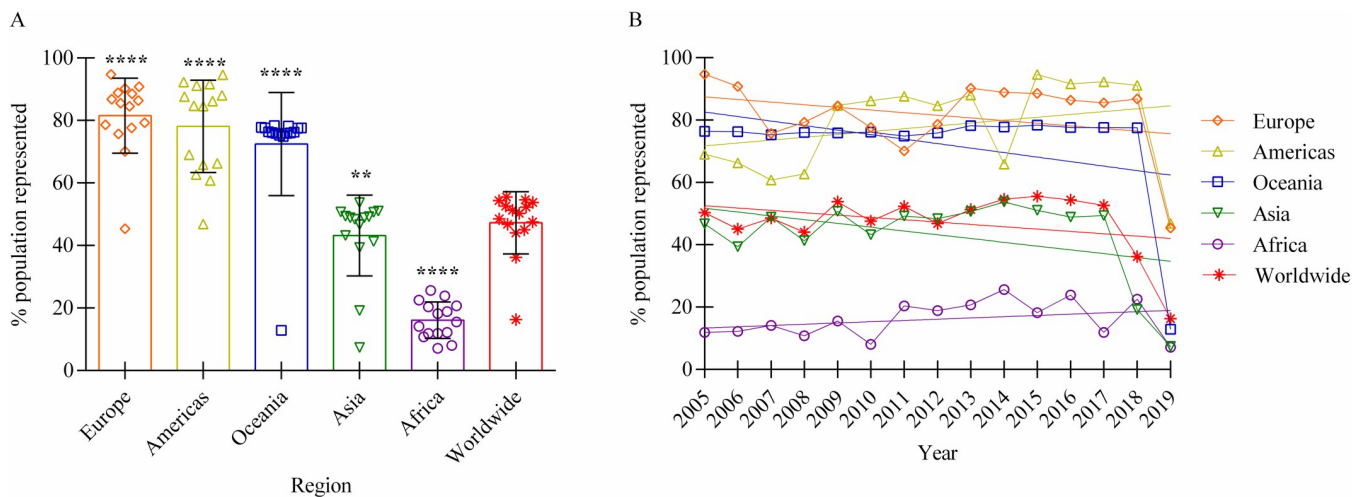 A
% population represented
100
80
60
40
20
0
****
****
****
**
****
Europe
Americas
Oceania
Asia
Africa
Worldwide
Region
B
% population represented
100
80
60
40
20
0
2005
2006
2007
2008
2009
2010
2011
2012
2013
2014
2015
2016
2017
2018
2019
Year
Europe
Americas
Oceania
Asia
Africa
Worldwide